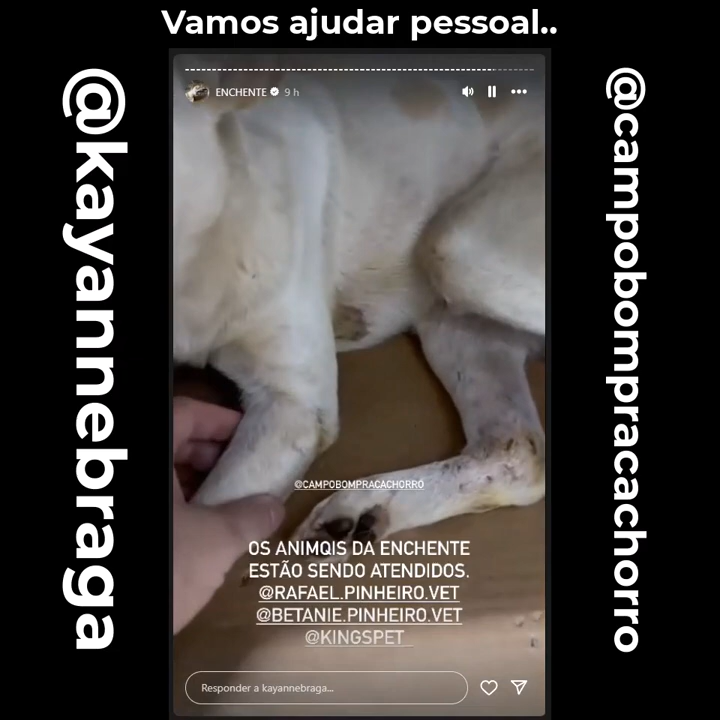 Vamos ajudar pessoal..
@kayannebraga
ENCHENTE 9 h
@CAMPOBOMPRACACHORRO
OS ANIMQIS DA ENCHENTE
ESTÃO SENDO ATENDIDOS.
@RAFAEL.PINHEIRO.VET
@BETANIE.PINHEIRO.VET
@KINGSPET
Responder a kayannebraga...
@campobompracachorro